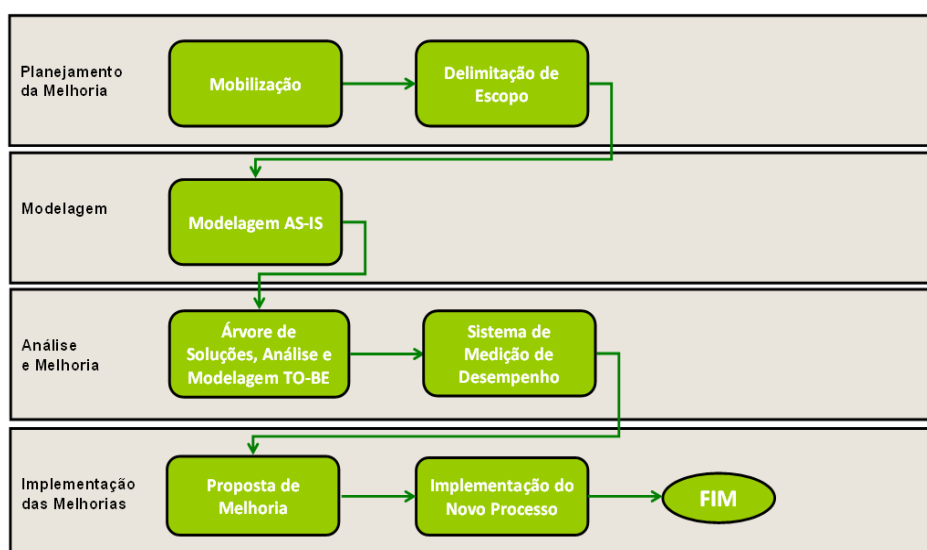 Planejamento
da Melhoria
Mobilização
Delimitação de
Escopo
Modelagem
Modelagem AS-IS
Análise
e Melhoria
Árvore de
Soluções, Análise e
Modelagem TO-BE
Sistema de
Medição de
Desempenho
Implementação
das Melhorias
Proposta de
Melhoria
Implementação do
Novo Processo
FIM